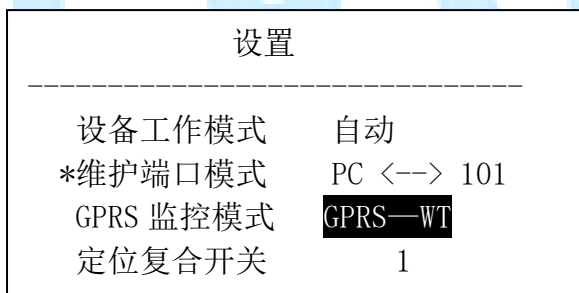 设置
--------------------------------
设备工作模式 自动
*维护端口模式 PC <--> 101
GPRS 监控模式 GPRS—WT
定位复合开关 1